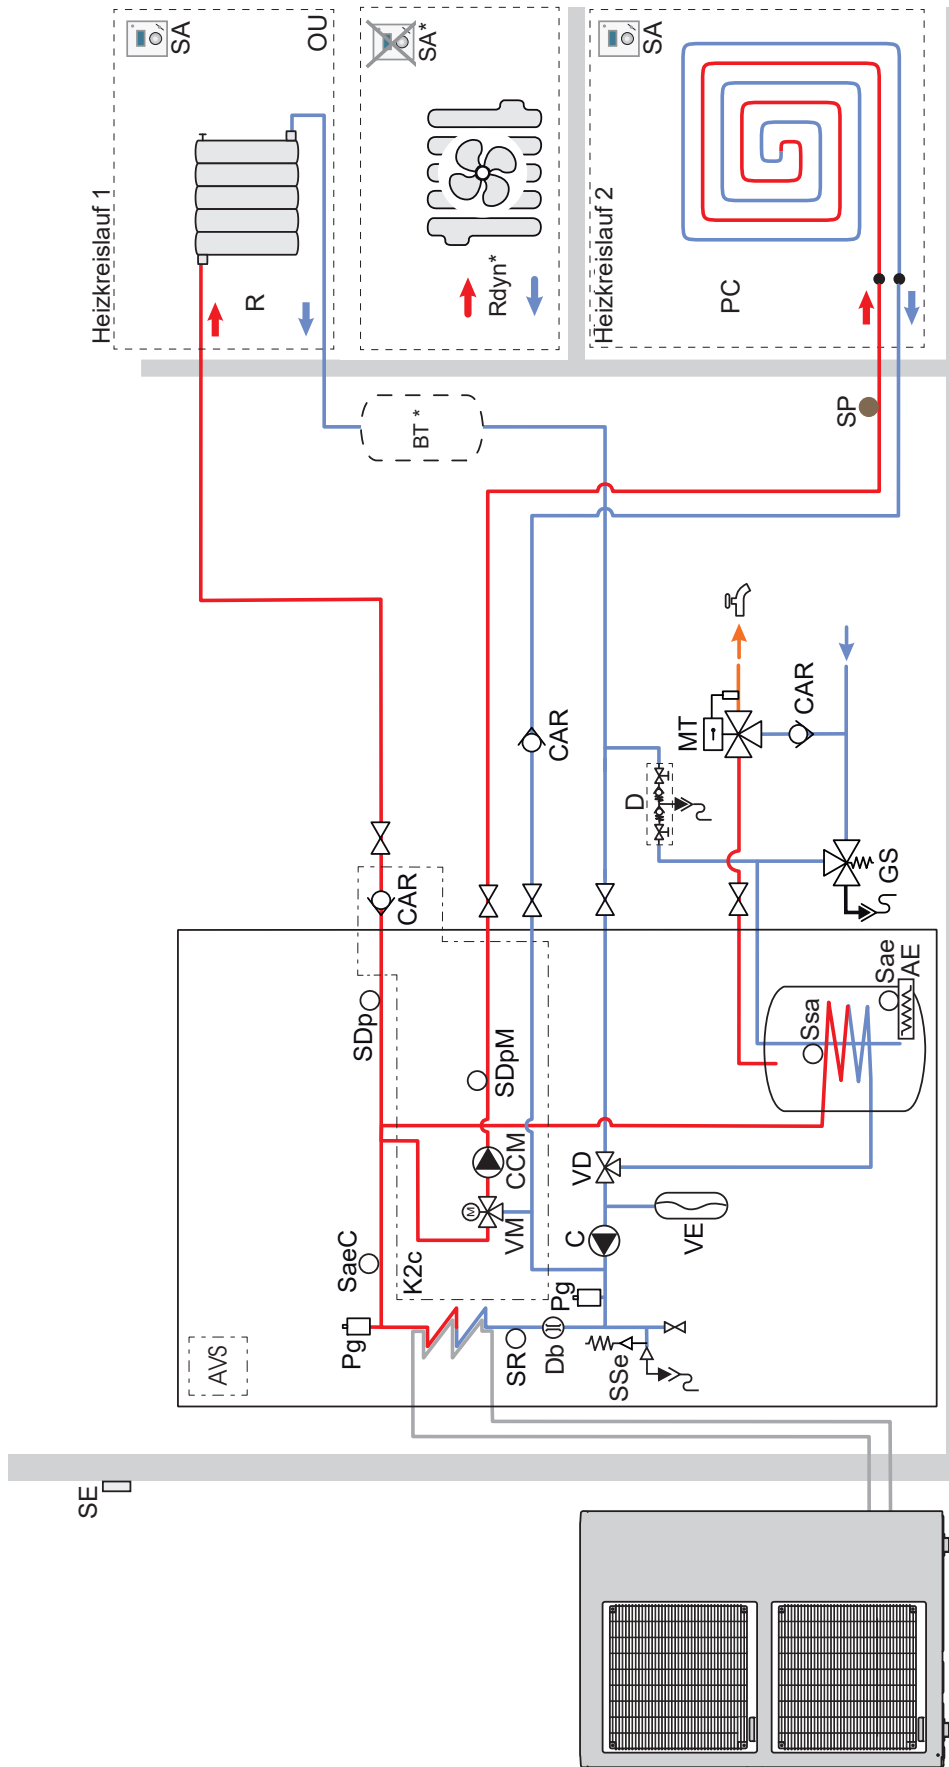 Heizkreislauf 1
SA
OU
R
SA*
Rdyn*
Heizkreislauf 2
SA
PC
BT *
SP
CAR
CAR
D
MT
CAR
GS
SDp
SDpM
Ssa
Sae
AE
CCM
VM
VD
C
VE
SaeC
K2c
Pg
Pg
SR
Db
SSe
AVS
M
SE